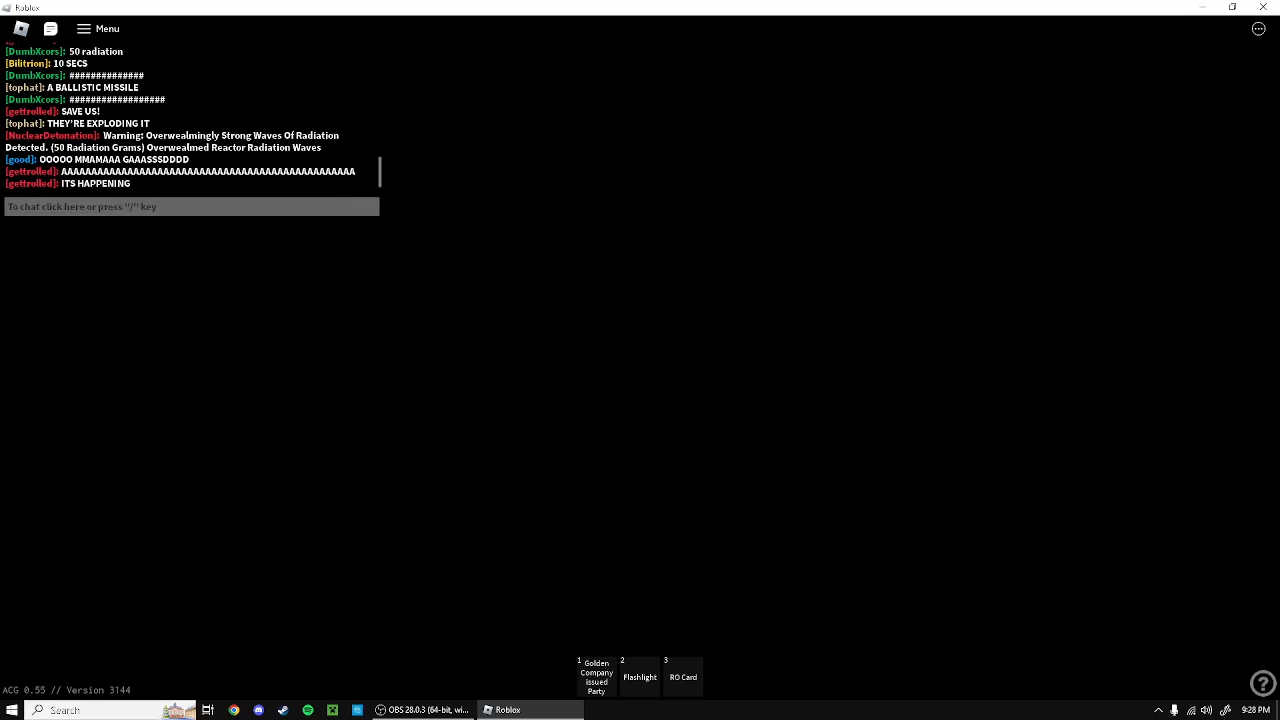 Roblox
Menu
[DumbXcors]: 50 radiation
[Bilitrion]: 10 SECS
[DumbXcors]: ##############
[tophat]: A BALLISTIC MISSILE
[DumbXcors]: ##################
[gettrolled]: SAVE US!
[tophat]: THEY'RE EXPLODING IT
[NuclearDetonation]: Warning: Overwealmingly Strong Waves Of Radiation
Detected. (50 Radiation Grams) Overwealmed Reactor Radiation Waves
[good]: OOOOO MMAMAAA GAAASSSDDDD
[gettrolled]: AAAAAAAAAAAAAAAAAAAAAAAAAAAAAAAAAAAAAAAAAAAAAAAAA
[gettrolled]: ITS HAPPENING
To chat click here or press "/" key
1
Golden
Company
issued
Party
2
Flashlight
3
RO Card
ACG 0.55 // Version 3144
?
Search
OBS 28.0.3 (64-bit, wi...
Roblox
9:28 PM